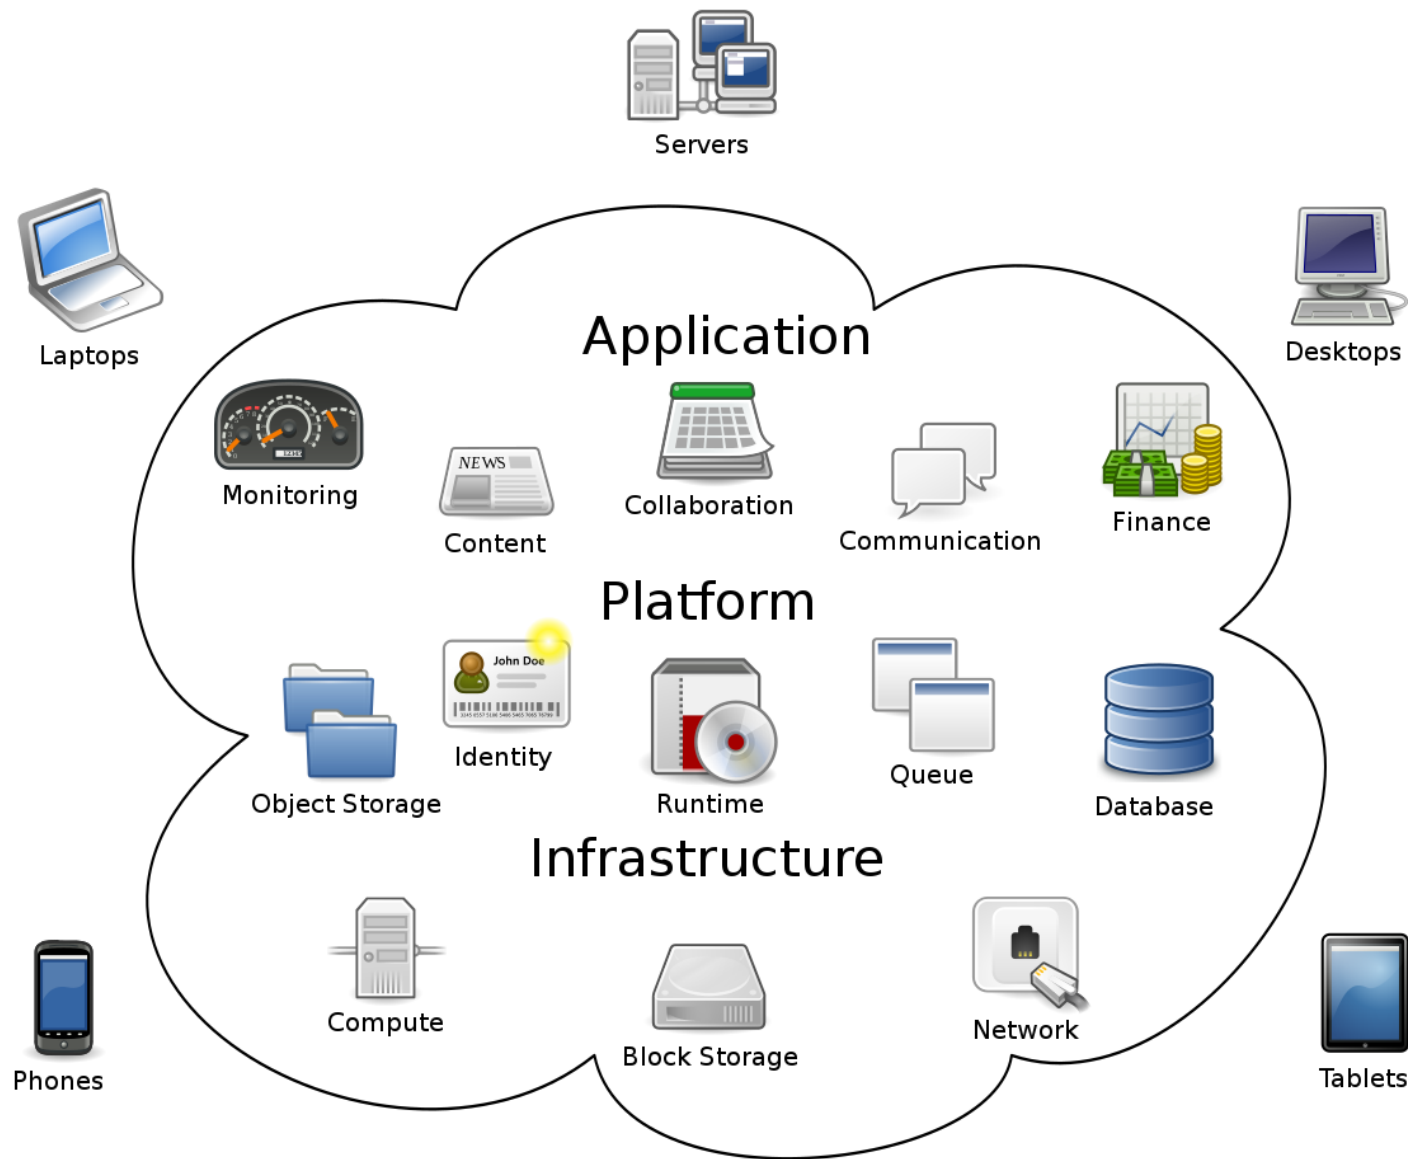 Servers
Laptops
Desktops
Application
Monitoring
Content
NEWS
Collaboration
Communication
Finance
Platform
Object Storage
John Doe
Identity
Runtime
Queue
Database
Infrastructure
Compute
Block Storage
Network
Phones
Tablets